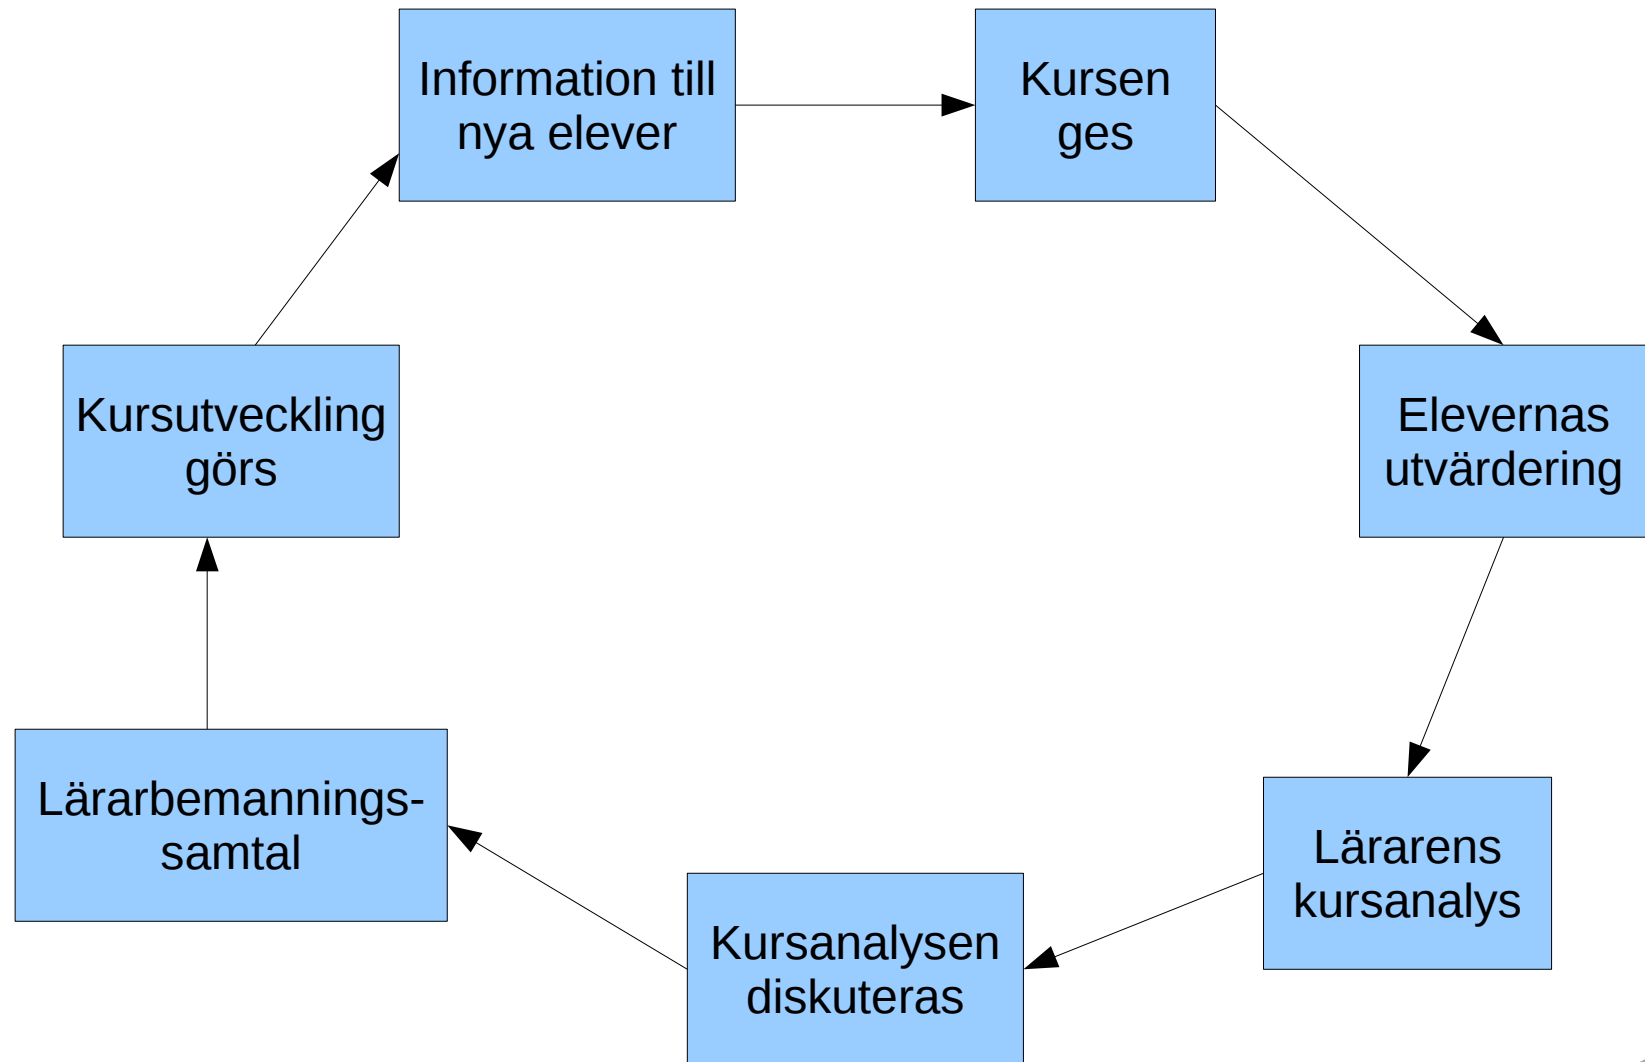 Information till
nya elever
Kursen
ges
Elevernas
utvärdering
Lärarens
kursanalys
Kursanalysen
diskuteras
Lärarbemannings-
samtal
Kursutveckling
görs